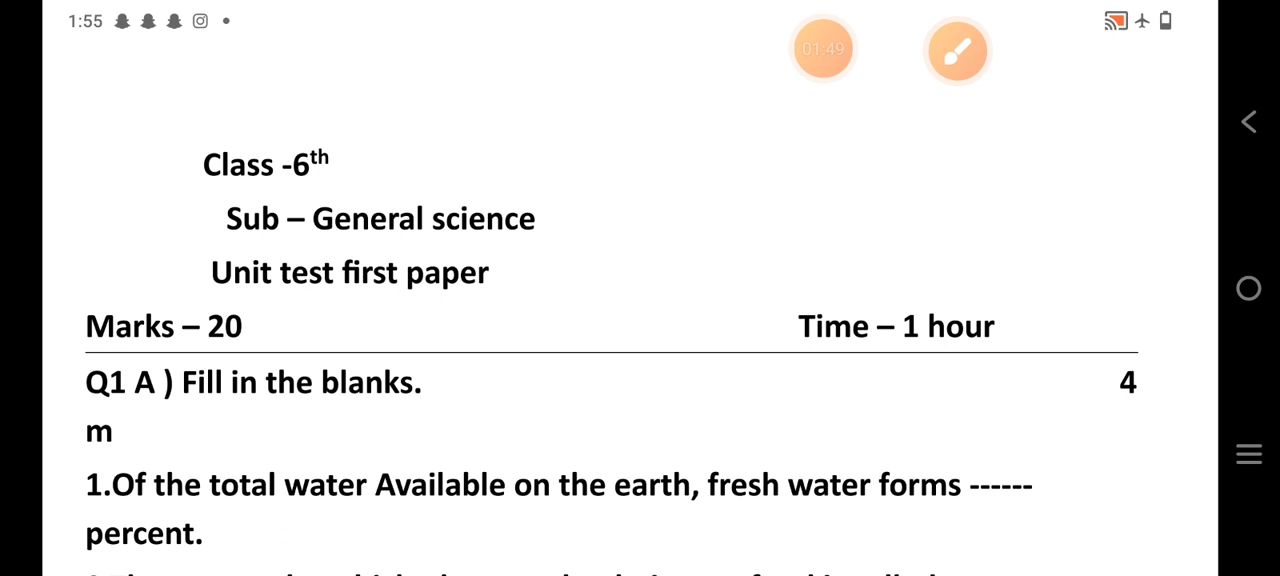 1:55
01:49
Class -6th
Sub – General science
Unit test first paper
Marks – 20 Time – 1 hour
Q1 A ) Fill in the blanks. 4
m
1.Of the total water Available on the earth, fresh water forms ------
percent.